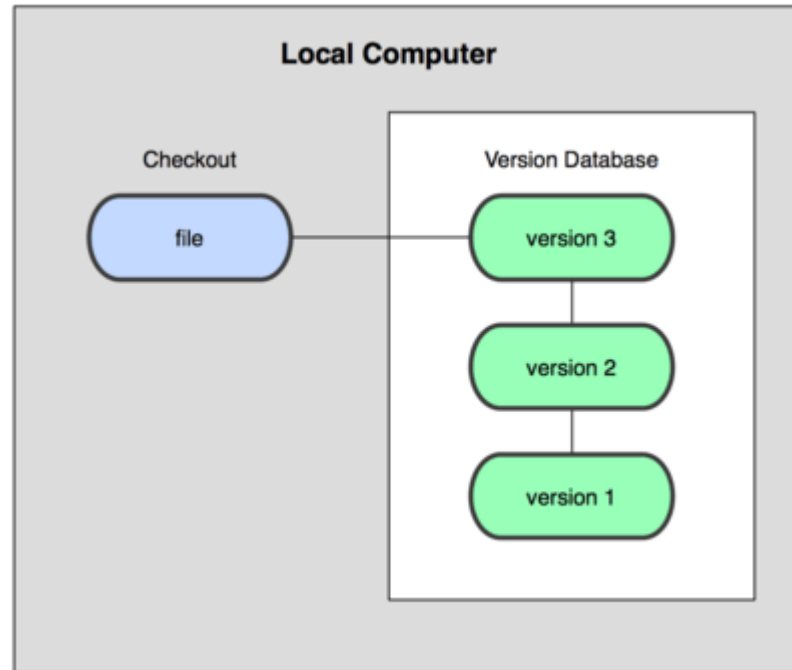 Local Computer
Checkout
Version Database
file
version 3
version 2
version 1